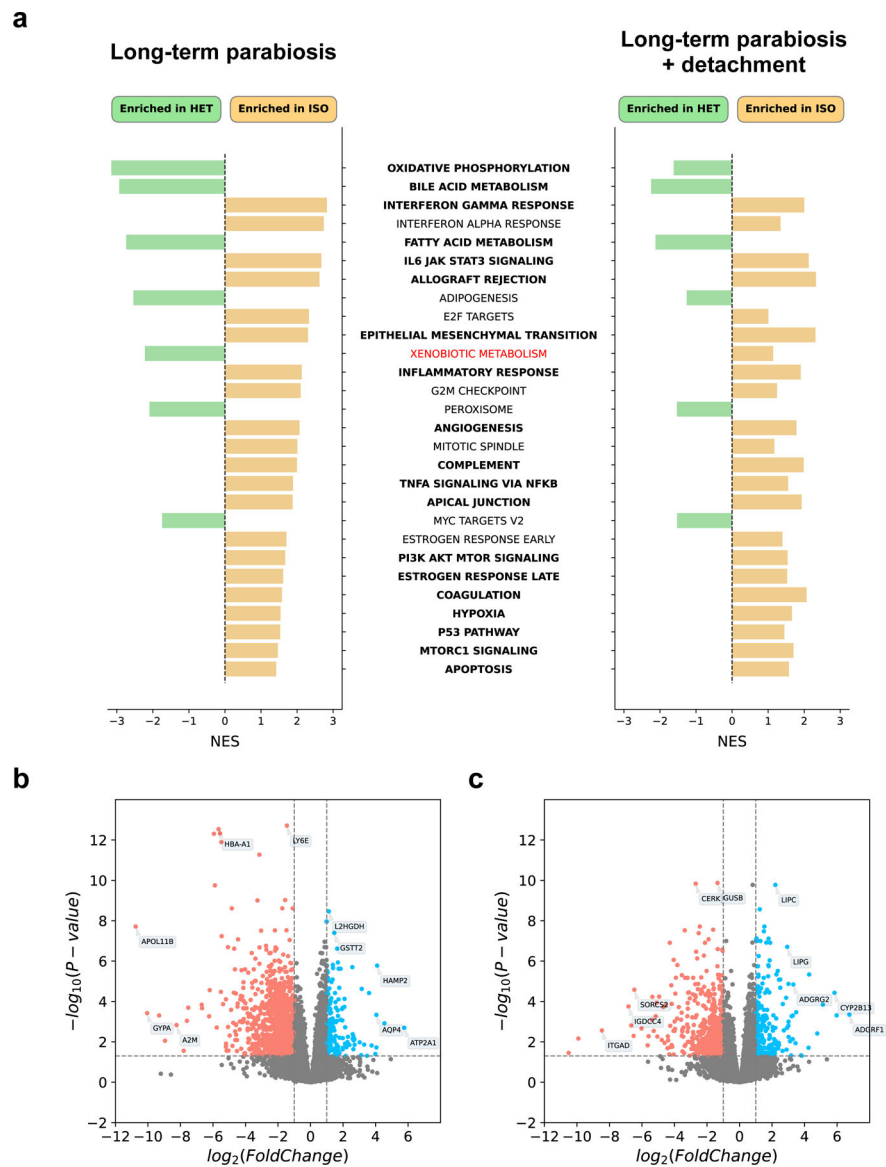 a
Long-term parabiosis
Long-term parabiosis
+ detachment
Enriched in HET
Enriched in ISO
Enriched in HET
Enriched in ISO
OXIDATIVE PHOSPHORYLATION
BILE ACID METABOLISM
INTERFERON GAMMA RESPONSE
INTERFERON ALPHA RESPONSE
FATTY ACID METABOLISM
IL6 JAK STAT3 SIGNALING
ALLOGRAFT REJECTION
ADIPOGENESIS
E2F TARGETS
EPITHELIAL MESENCHYMAL TRANSITION
XENOBIOTIC METABOLISM
INFLAMMATORY RESPONSE
G2M CHECKPOINT
PEROXISOME
ANGIOGENESIS
MITOTIC SPINDLE
COMPLEMENT
TNFA SIGNALING VIA NFKB
APICAL JUNCTION
MYC TARGETS V2
ESTROGEN RESPONSE EARLY
PI3K AKT MTOR SIGNALING
ESTROGEN RESPONSE LATE
COAGULATION
HYPOXIA
P53 PATHWAY
MTORC1 SIGNALING
APOPTOSIS
−3 −2 −1 0 1 2 3
NES
−3 −2 −1 0 1 2 3
NES
b
12
10
8
6
4
2
0
−2
−log10(P − value)
HBA-A1
LY6E
APOL11B
L2HGDH
GSTT2
HAMP2
GYPA
A2M
AQP4
ATP2A1
−12 −10 −8 −6 −4 −2 0 2 4 6
log2(FoldChange)
c
12
10
8
6
4
2
0
−2
−log10(P − value)
CERK
GUSB
LIPC
LIPG
SORCS2
ADGRG2
CYP2B13
IGDCC4
ADGRF1
ITGAD
−12 −10 −8 −6 −4 −2 0 2 4 6
log2(FoldChange)